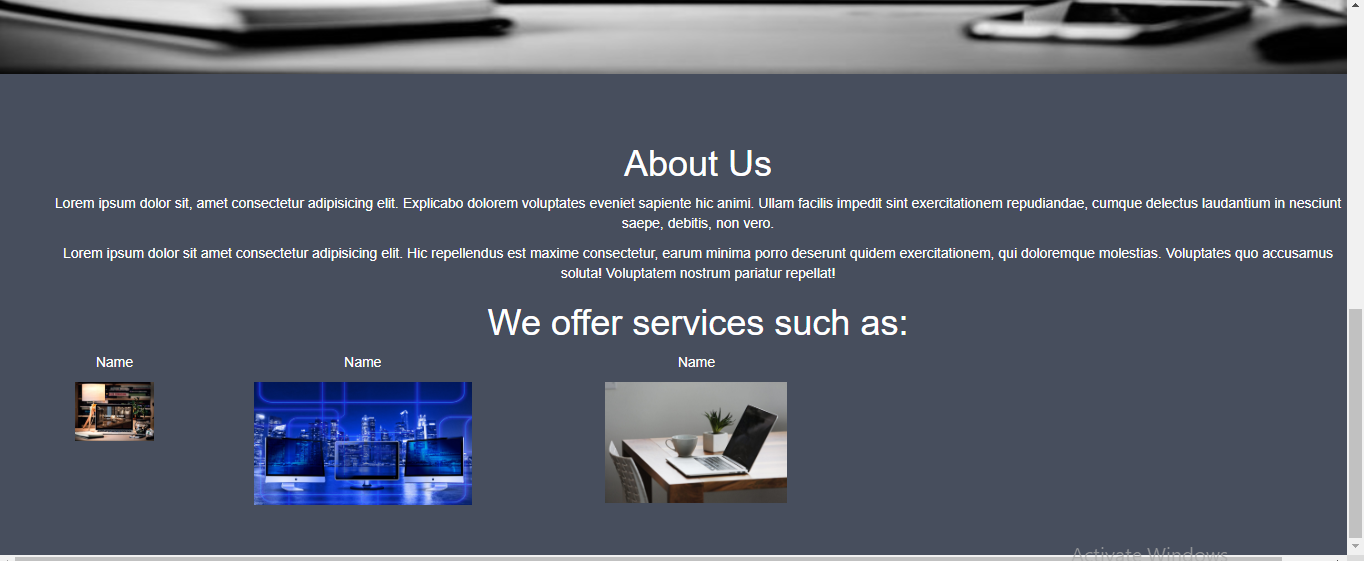 About Us
Lorem ipsum dolor sit, amet consectetur adipisicing elit. Explicabo dolorem voluptates eveniet sapiente hic animi. Ullam facilis impedit sint exercitationem repudiandae, cumque delectus laudantium in nesciunt
saepe, debitis, non vero.
Lorem ipsum dolor sit amet consectetur adipisicing elit. Hic repellendus est maxime consectetur, earum minima porro deserunt quidem exercitationem, qui doloremque molestias. Voluptates quo accusamus
soluta! Voluptatem nostrum pariatur repellat!
We offer services such as:
Name Name Name
Activate Windows